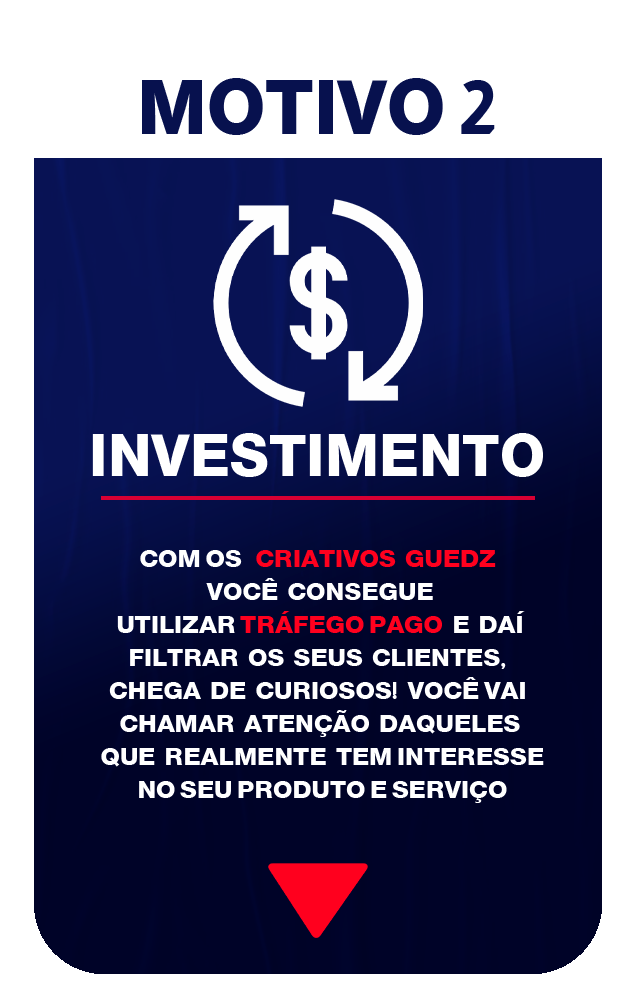 MOTIVO 2
$
INVESTIMENTO
COM OS CRIATIVOS GUEDZ
VOCÊ CONSEGUE
UTILIZAR TRÁFEGO PAGO E DAÍ
FILTRAR OS SEUS CLIENTES,
CHEGA DE CURIOSOS! VOCÊ VAI
CHAMAR ATENÇÃO DAQUELES
QUE REALMENTE TEM INTERESSE
NO SEU PRODUTO E SERVIÇO